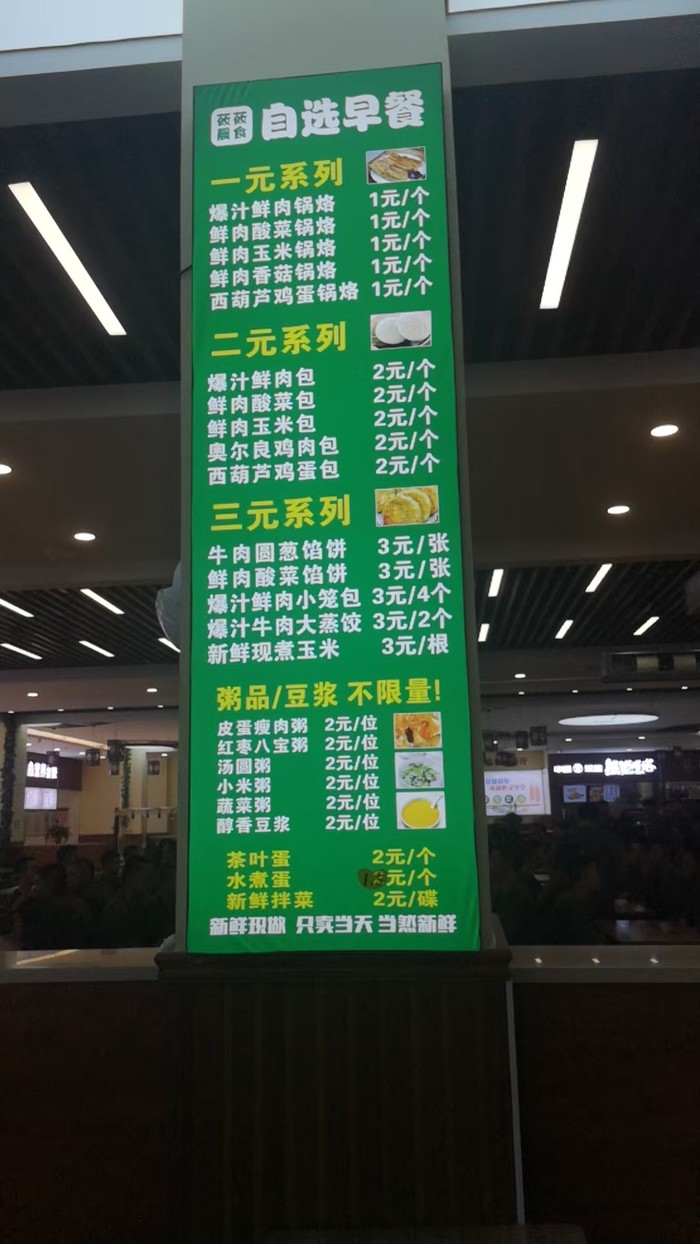 筱筱晨食 自选早餐
一元系列
爆汁鲜肉锅烙 1元/个
鲜肉酸菜锅烙 1元/个
鲜肉玉米锅烙 1元/个
鲜肉香菇锅烙 1元/个
西葫芦鸡蛋锅烙 1元/个
二元系列
爆汁鲜肉包 2元/个
鲜肉酸菜包 2元/个
鲜肉玉米包 2元/个
奥尔良鸡肉包 2元/个
西葫芦鸡蛋包 2元/个
三元系列
牛肉圆葱馅饼 3元/张
鲜肉酸菜馅饼 3元/张
爆汁鲜肉小笼包 3元/4个
爆汁牛肉大蒸饺 3元/2个
新鲜现煮玉米 3元/根
粥品/豆浆 不限量!
皮蛋瘦肉粥 2元/位
红枣八宝粥 2元/位
汤圆粥 2元/位
小米粥 2元/位
蔬菜粥 2元/位
醇香豆浆 2元/位
茶叶蛋 2元/个
水煮蛋 1.5元/个
新鲜拌菜 2元/碟
新鲜现做 只卖当天 当然新鲜